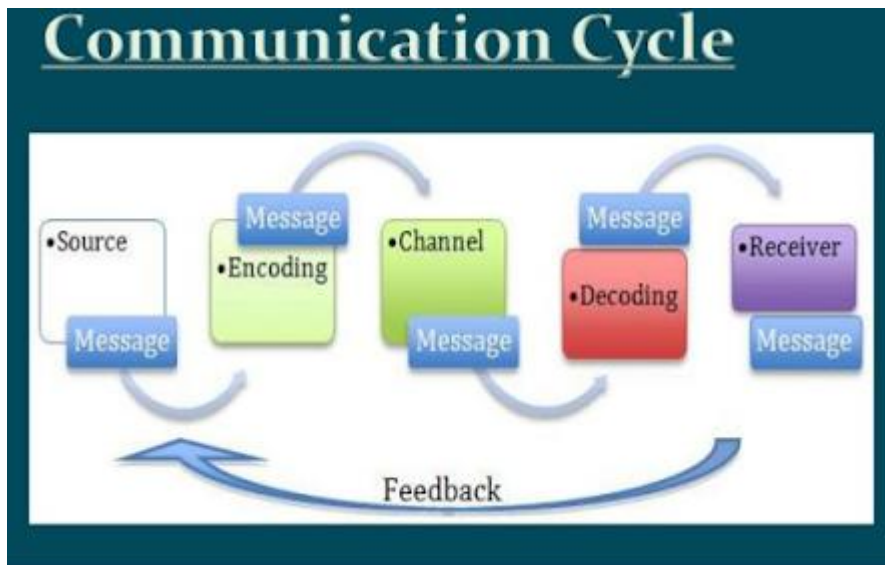 Communication Cycle
•Source
Message
Message
•Encoding
•Channel
Message
Message
•Decoding
•Receiver
Message
Feedback